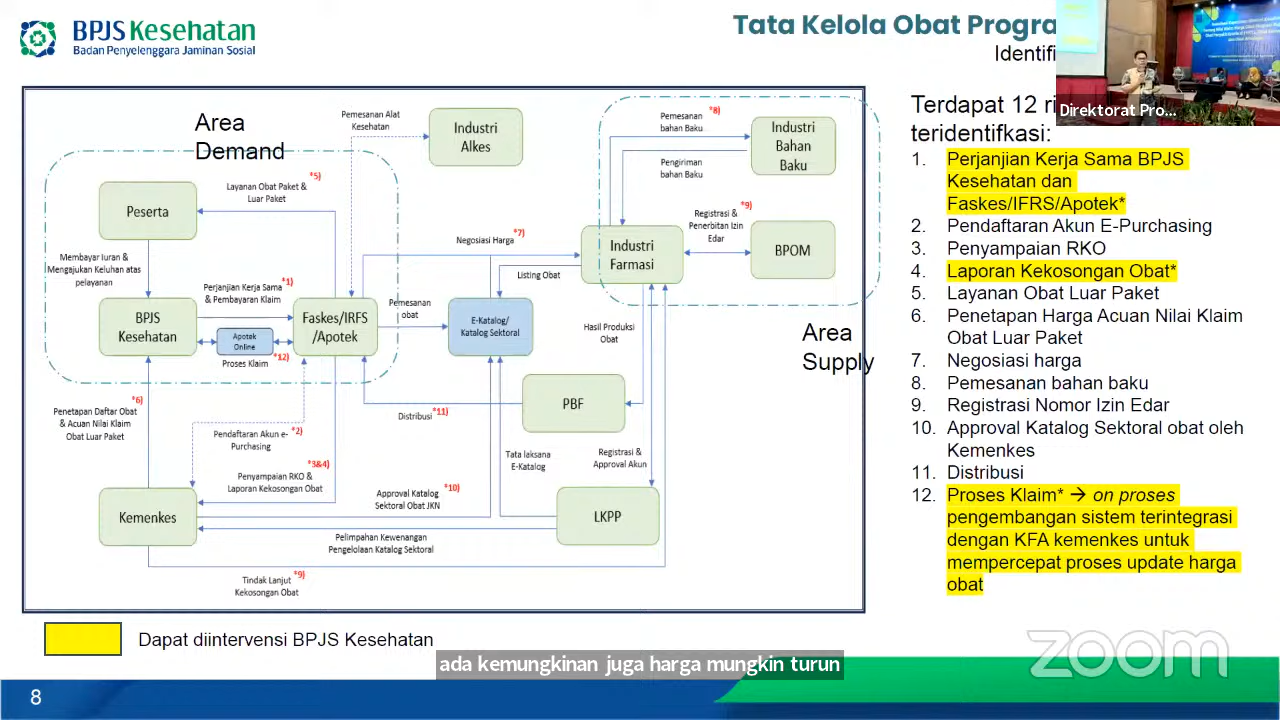 BPJS Kesehatan
Badan Penyelenggara Jaminan Sosial
Tata Kelola Obat Progra
Identifi
Direktorat Pro...
Area
Demand
Pemesanan Alat
Kesehatan
Industri
Alkes
*8)
Pemesanan
bahan Baku
Industri
Bahan
Baku
Pengiriman
bahan Baku
Layanan Obat Paket &
Luar Paket
*5)
Peserta
*9)
Registrasi &
Penerbitan Izin
Edar
Negosiasi Harga
*7)
Industri
Farmasi
BPOM
Membayar Iuran &
Mengajukan Keluhan atas
pelayanan
Listing Obat
Perjanjian Kerja Sama
& Pembayaran Klaim
*1)
BPJS
Kesehatan
Apotek
Online
Proses Klaim
*12)
Faskes/IRFS
/Apotek
Pemesanan
obat
E-Katalog/
Katalog Sektoral
Hasil Produksi
Obat
Area
Supply
*6)
Penetapan Daftar Obat
& Acuan Nilai Klaim
Obat Luar Paket
Distribusi
*11)
PBF
Pendaftaran Akun e-
Purchasing
*2)
*3&4)
Penyampaian RKO &
Laporan Kekosongan Obat
Tata laksana
E-Katalog
Registrasi &
Approval Akun
Approval Katalog
Sektoral Obat JKN
*10)
Kemenkes
LKPP
Pelimpahan Kewenangan
Pengelolaan Katalog Sektoral
Tindak Lanjut
Kekosongan Obat
*9)
Terdapat 12 ri
teridentifkasi:
1. Perjanjian Kerja Sama BPJS
Kesehatan dan
Faskes/IFRS/Apotek*
2. Pendaftaran Akun E-Purchasing
3. Penyampaian RKO
4. Laporan Kekosongan Obat*
5. Layanan Obat Luar Paket
6. Penetapan Harga Acuan Nilai Klaim
Obat Luar Paket
7. Negosiasi harga
8. Pemesanan bahan baku
9. Registrasi Nomor Izin Edar
10. Approval Katalog Sektoral obat oleh
Kemenkes
11. Distribusi
12. Proses Klaim* → on proses
pengembangan sistem terintegrasi
dengan KFA kemenkes untuk
mempercepat proses update harga
obat
Dapat diintervensi BPJS Kesehatan
zoom
ada kemungkinan juga harga mungkin turun
8